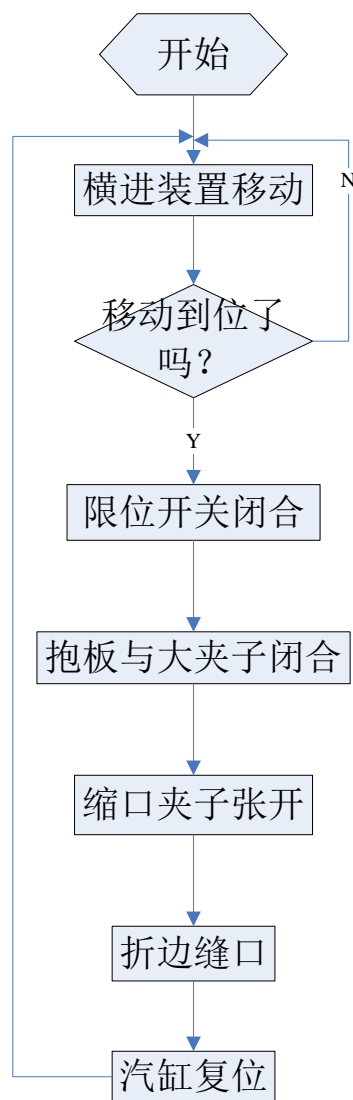 开始
横进装置移动
N
移动到位了
吗？
Y
限位开关闭合
抱板与大夹子闭合
缩口夹子张开
折边缝口
汽缸复位